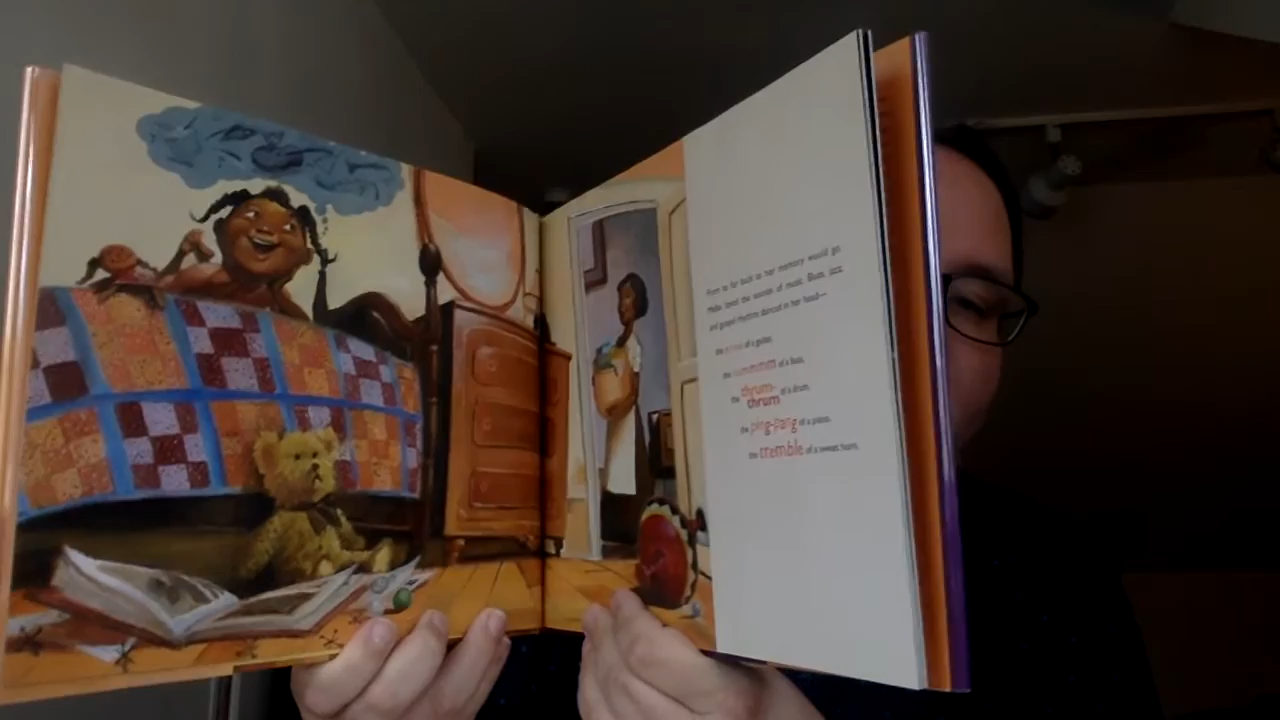 From as far back as her memory would go,
Melba loved the sounds of music. Blues, jazz,
and gospel rhythms danced in her head—
the of a guitar,
the hummmm of a bass,
the thrum-
thrum of a drum,
the ping-pang of a piano,
the tremble of a sweet horn.